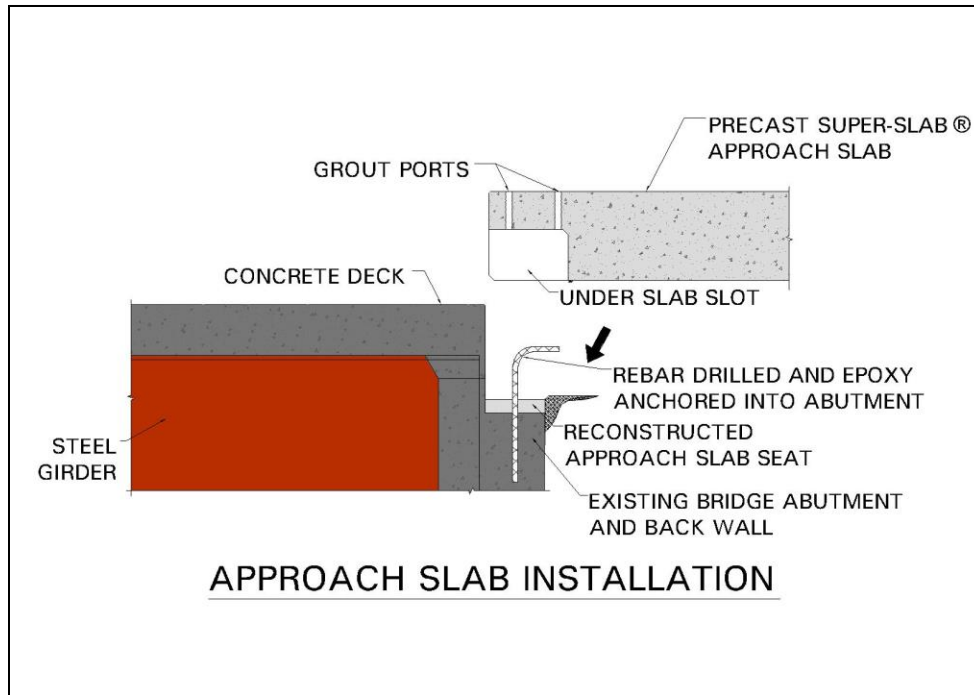 PRECAST SUPER-SLAB®
APPROACH SLAB
GROUT PORTS
CONCRETE DECK
UNDER SLAB SLOT
REBAR DRILLED AND EPOXY
ANCHORED INTO ABUTMENT
STEEL
GIRDER
RECONSTRUCTED
APPROACH SLAB SEAT
EXISTING BRIDGE ABUTMENT
AND BACK WALL
APPROACH SLAB INSTALLATION